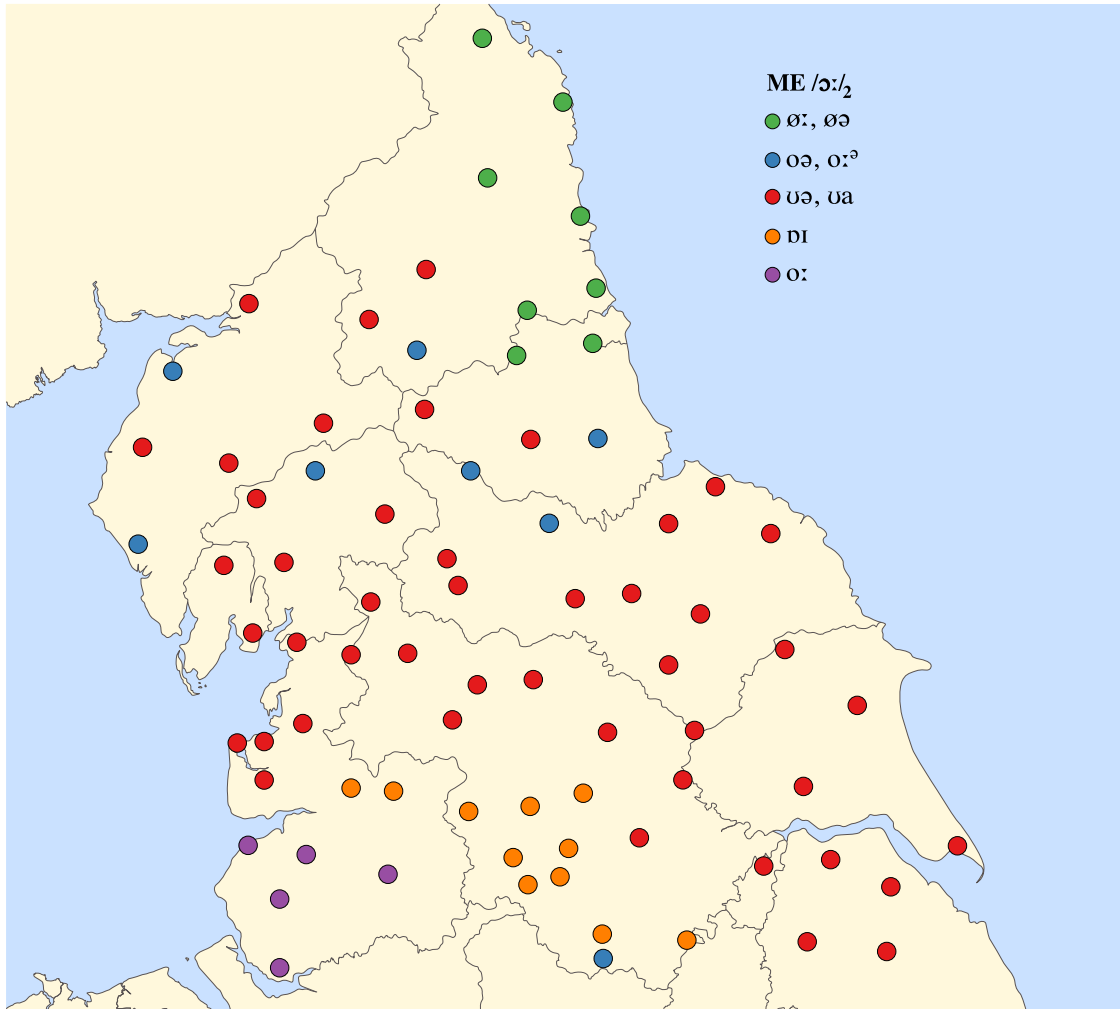 ME /ɔː/₂
øː, øə
oə, oːᵊ
ʊə, ʊa
ɒɪ
oː